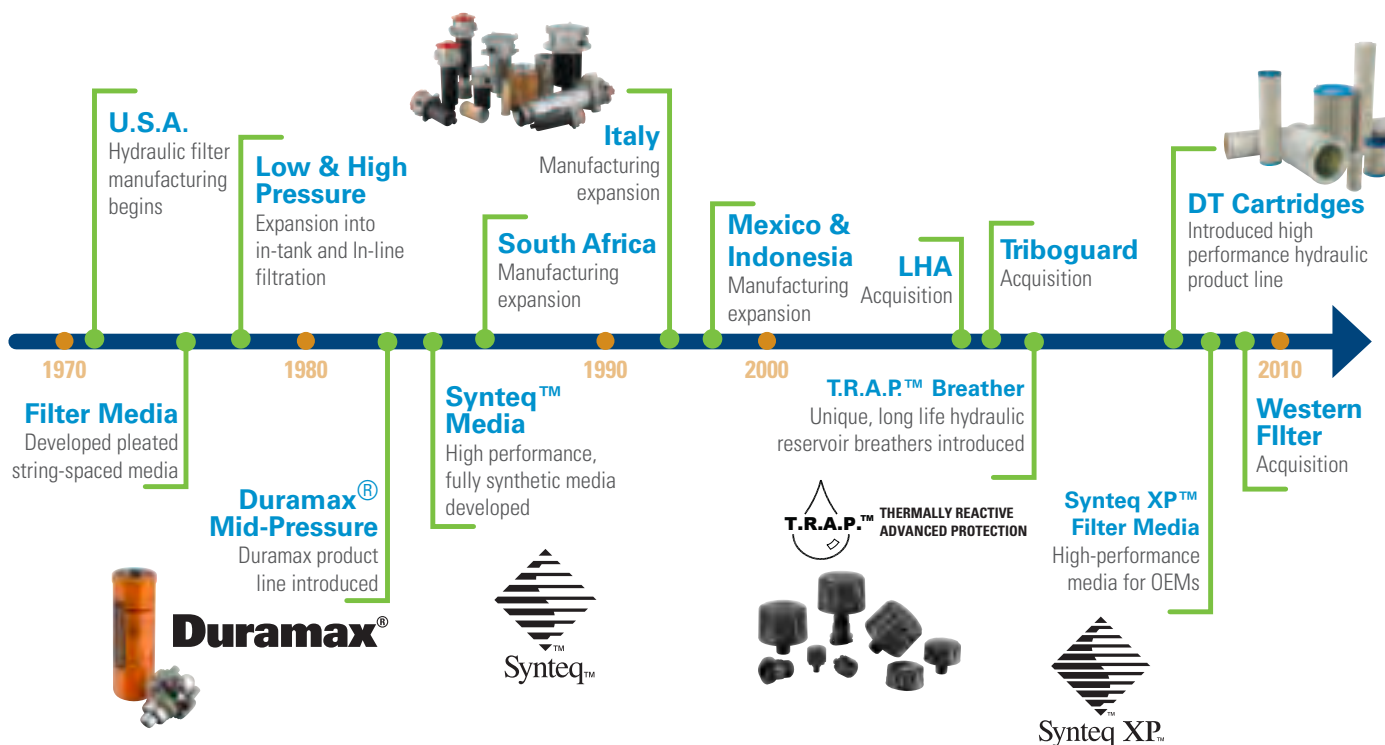 U.S.A.
Hydraulic filter
manufacturing
begins
Low & High
Pressure
Expansion into
in-tank and In-line
filtration
South Africa
Manufacturing
expansion
Italy
Manufacturing
expansion
Mexico &
Indonesia
Manufacturing
expansion
LHA
Acquisition
Triboguard
Acquisition
DT Cartridges
Introduced high
performance hydraulic
product line
1970
1980
1990
2000
2010
Filter Media
Developed pleated
string-spaced media
Duramax®
Mid-Pressure
Duramax product
line introduced
Duramax®
Synteq™
Media
High performance,
fully synthetic media
developed
™
Synteq™
T.R.A.P.™ Breather
Unique, long life hydraulic
reservoir breathers introduced
T.R.A.P.™
THERMALLY REACTIVE
ADVANCED PROTECTION
Synteq XP™
Filter Media
High-performance
media for OEMs
™
Synteq XP™
Western
FIlter
Acquisition